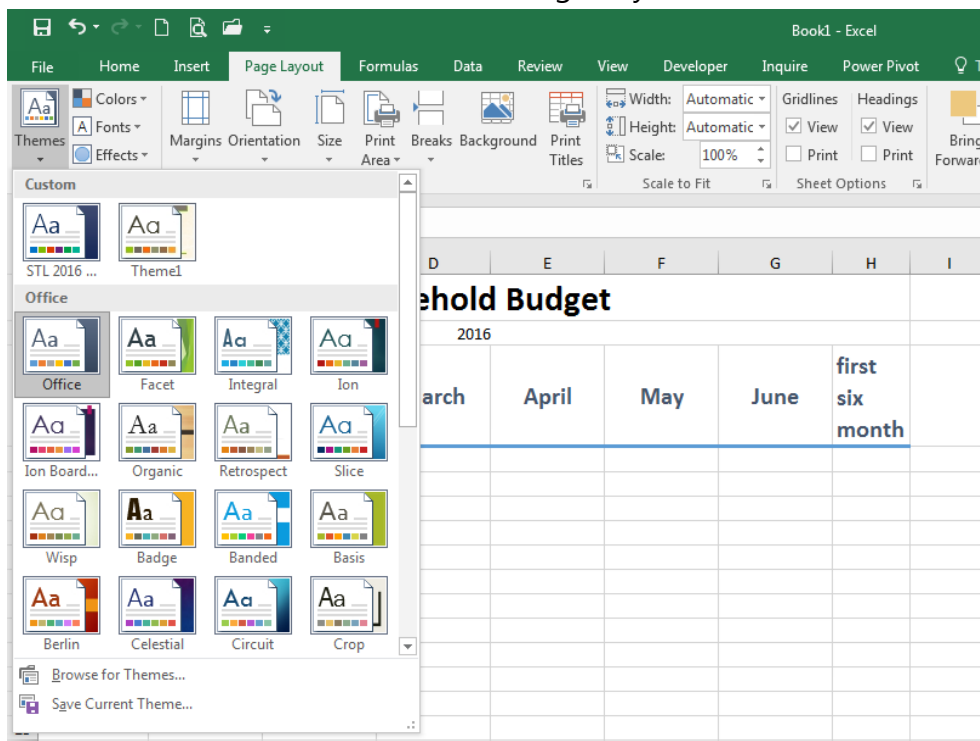 Book1 - Excel
File Home Insert Page Layout Formulas Data Review View Developer Inquire Power Pivot
Colors Width: Automatic Gridlines Headings
Aa Fonts Height: Automatic View View
Themes Effects Margins Orientation Size Print Breaks Background Print Scale: 100% Print Print
Area Titles
Scale to Fit Sheet Options
Custom
Aa Aa
STL 2016 ... Theme1
D E F G H I
Office
ehold Budget
2016
Aa Aa Aa Aa
Office Facet Integral Ion
arch April May June first
six
month
Aa Aa Aa Aa
Ion Board... Organic Retrospect Slice
Aa Aa Aa Aa
Wisp Badge Banded Basis
Aa Aa Aa Aa
Berlin Celestial Circuit Crop
Browse for Themes...
Save Current Theme...